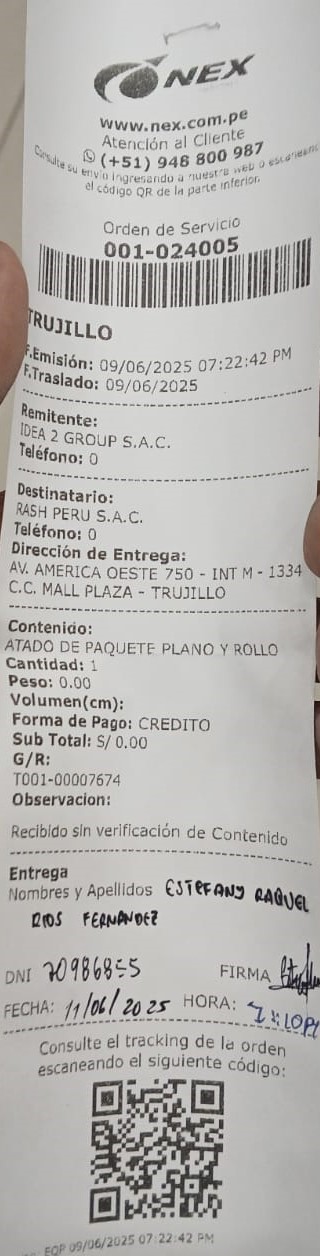 NEX
www.nex.com.pe
Atención al Cliente
(+51) 948 800 987
Consulte su envío ingresando a nuestra web o escaneen
el código QR de la parte inferior.
Orden de Servicio
001-024005
TRUJILLO
F.Emisión: 09/06/2025 07:22:42 PM
F.Traslado: 09/06/2025
Remitente:
IDEA 2 GROUP S.A.C.
Teléfono: 0
Destinatario:
RASH PERU S.A.C.
Teléfono: 0
Dirección de Entrega:
AV. AMERICA OESTE 750 - INT M - 1334
C.C. MALL PLAZA - TRUJILLO
Contenido:
ATADO DE PAQUETE PLANO Y ROLLO
Cantidad: 1
Peso: 0.00
Volumen(cm):
Forma de Pago: CREDITO
Sub Total: S/ 0.00
G/R:
T001-00007674
Observacion:
Recibido sin verificación de Contenido
Entrega
Nombres y Apellidos ESTEFANY RAQUEL
RIOS FERNANDEZ
DNI 70986855
FIRMA
FECHA: 11/06/2025 HORA:
Consulte el tracking de la orden
escaneando el siguiente código:
EQP 09/06/2025 07:22:42 PM